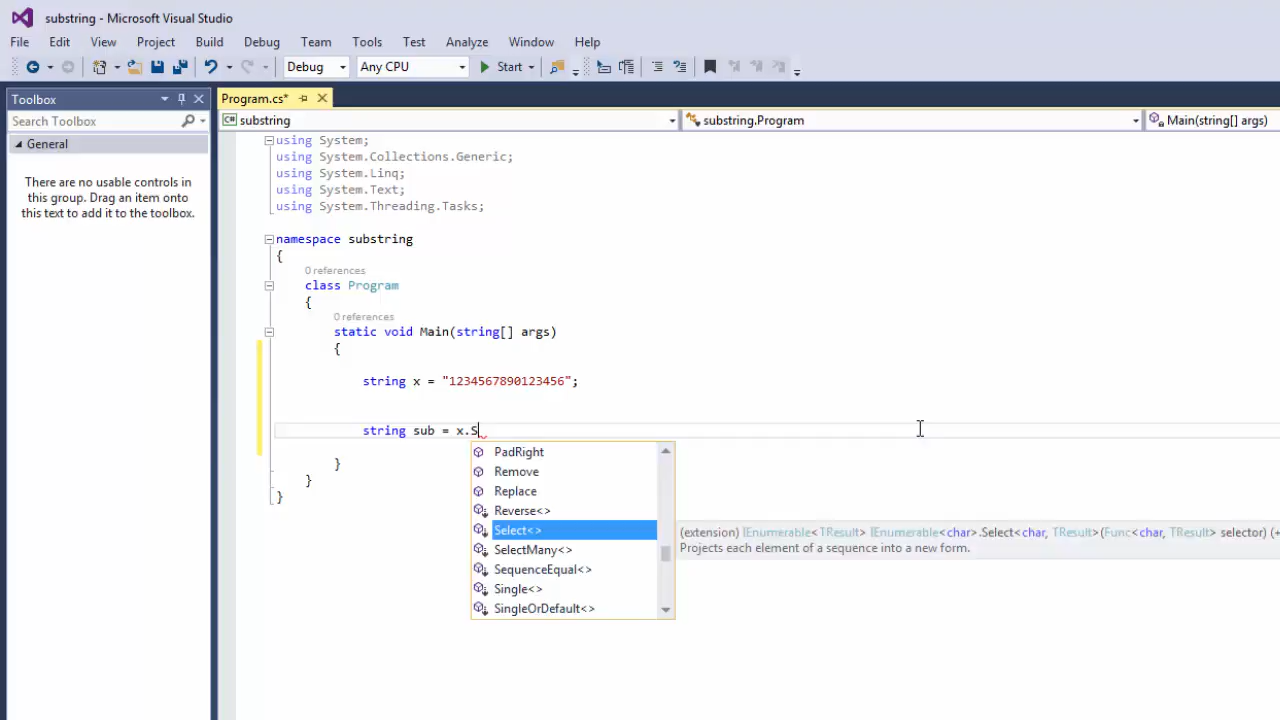 substring - Microsoft Visual Studio
File Edit View Project Build Debug Team Tools Test Analyze Window Help
Debug Any CPU Start
Toolbox
Program.cs*
Search Toolbox
C# substring
substring.Program
Main(string[] args)
General
There are no usable controls in
this group. Drag an item onto
this text to add it to the toolbox.
using System;
using System.Collections.Generic;
using System.Linq;
using System.Text;
using System.Threading.Tasks;
namespace substring
{
0 references
class Program
{
0 references
static void Main(string[] args)
{
string x = "1234567890123456";
string sub = x.S
PadRight
Remove
Replace
Reverse<>
Select<>
SelectMany<>
SequenceEqual<>
Single<>
SingleOrDefault<>
(extension) IEnumerable<TResult> IEnumerable<char>.Select<char, TResult>(Func<char, TResult> selector) (+
Projects each element of a sequence into a new form.
}
}
}